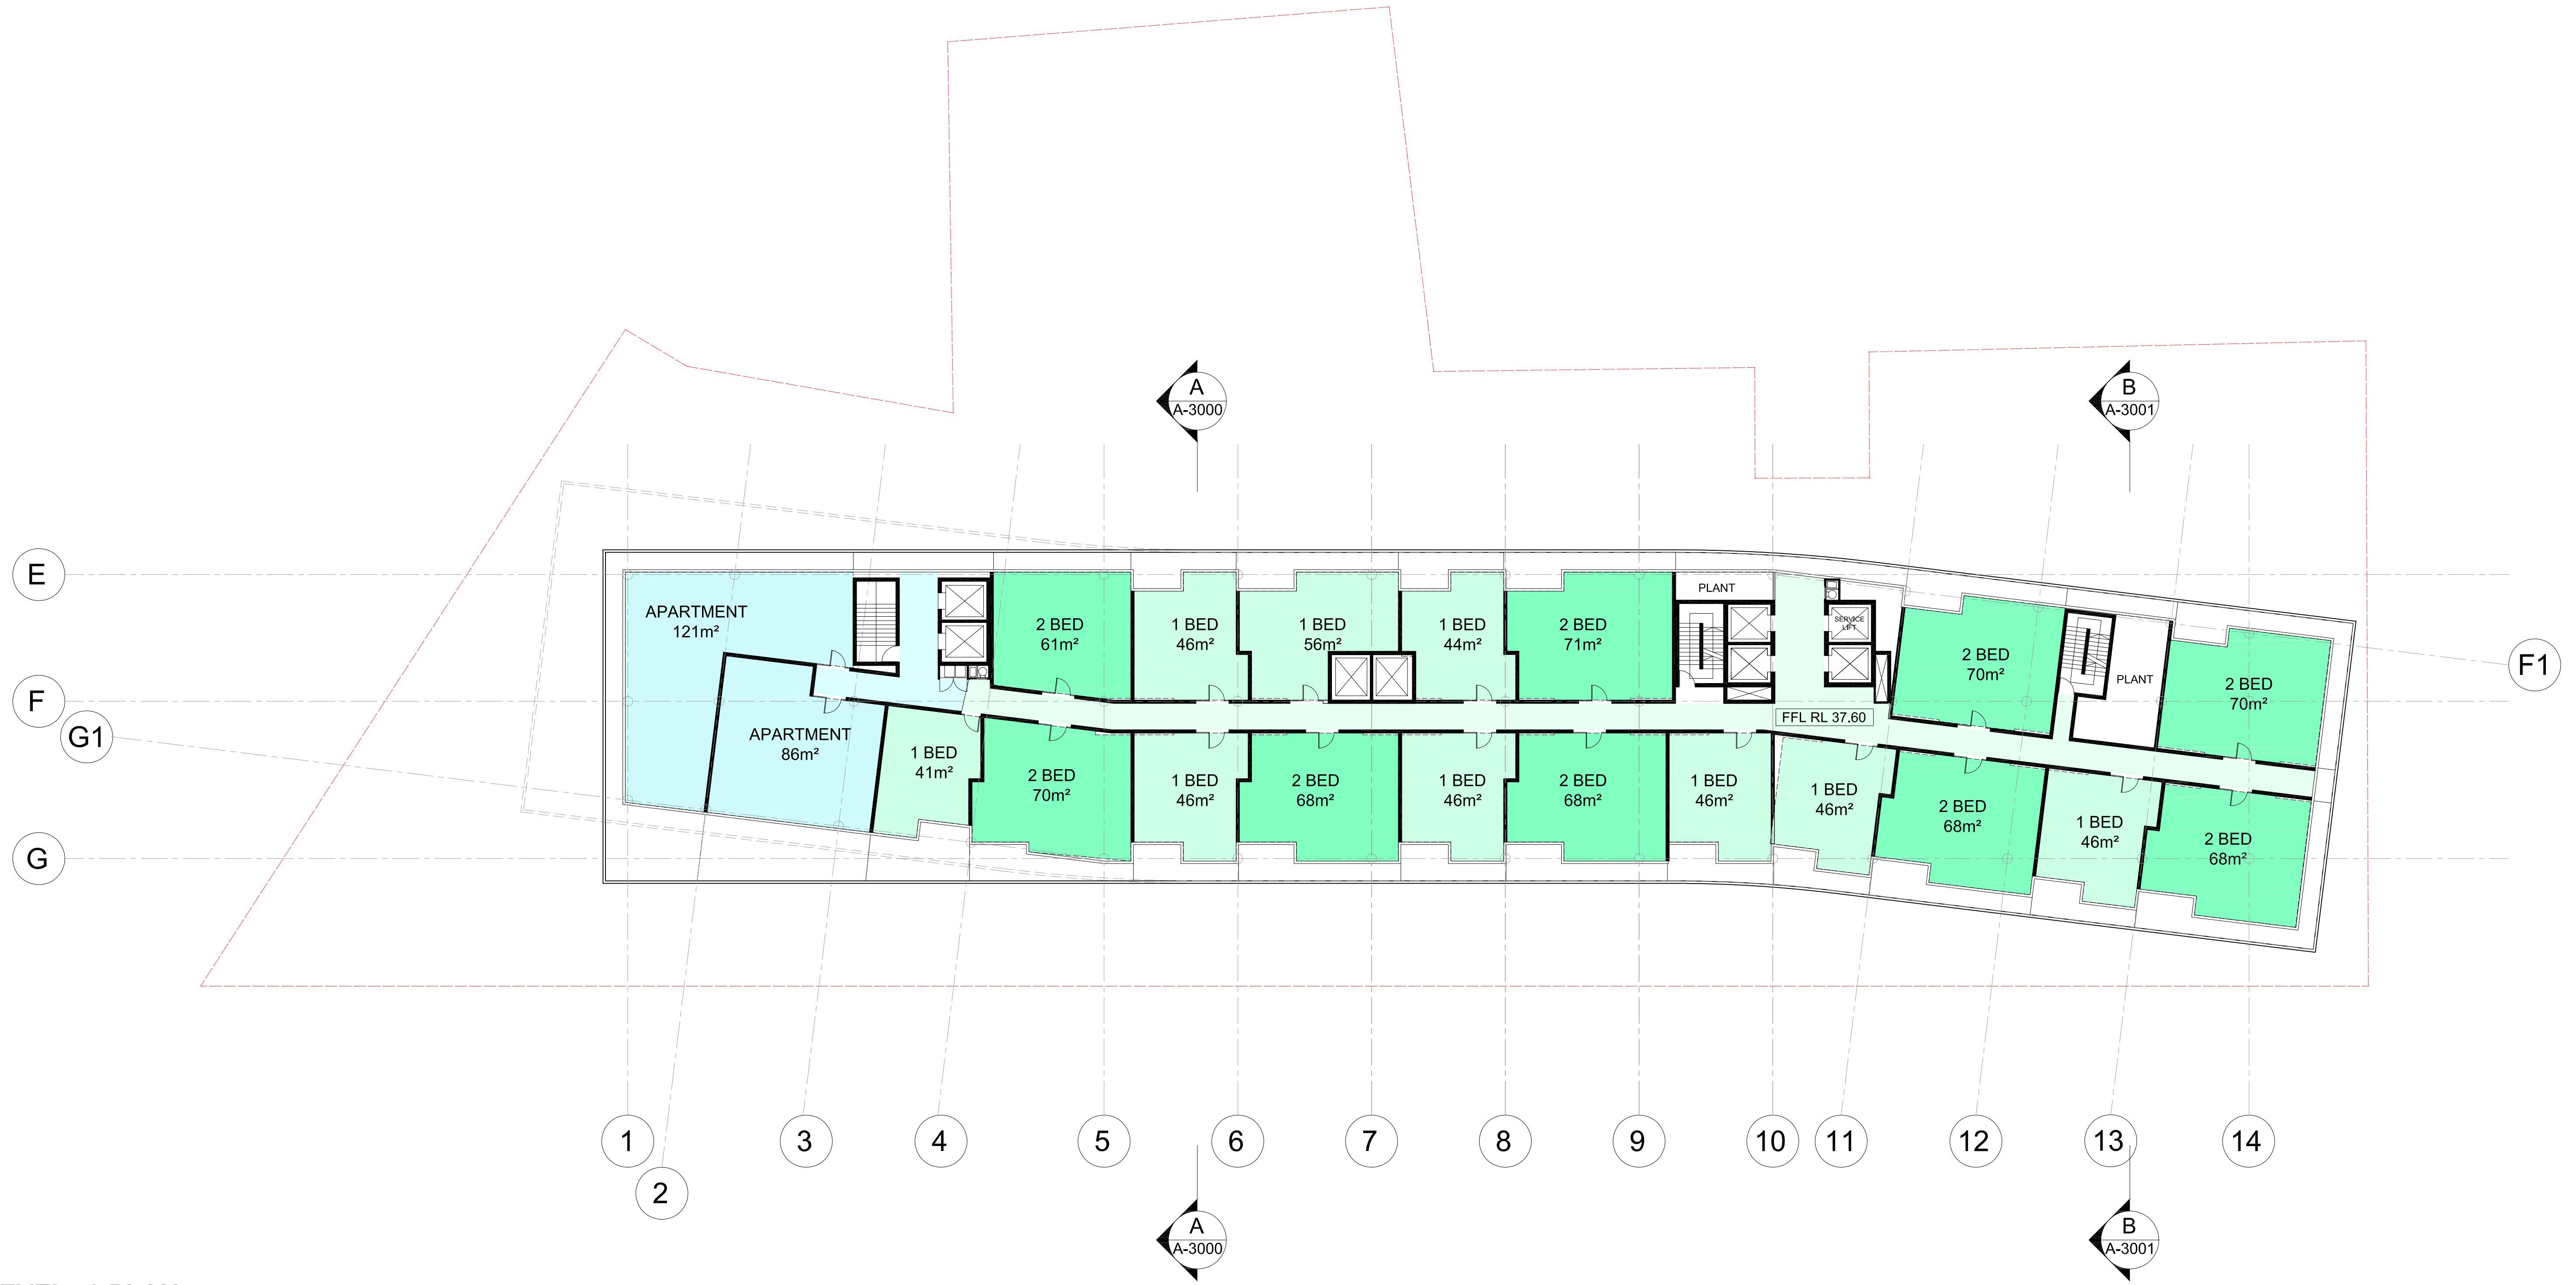 A
A-3000
B
A-3001
E
F
G1
G
F1
APARTMENT
121m²
APARTMENT
86m²
2 BED
61m²
1 BED
46m²
1 BED
56m²
1 BED
44m²
2 BED
71m²
PLANT
SERVICE
LIFT
2 BED
70m²
PLANT
2 BED
70m²
FFL RL 37.60
1 BED
41m²
2 BED
70m²
1 BED
46m²
2 BED
68m²
1 BED
46m²
2 BED
68m²
1 BED
46m²
1 BED
46m²
2 BED
68m²
1 BED
46m²
2 BED
68m²
1
2
3
4
5
6
7
8
9
10
11
12
13
14
A
A-3000
B
A-3001